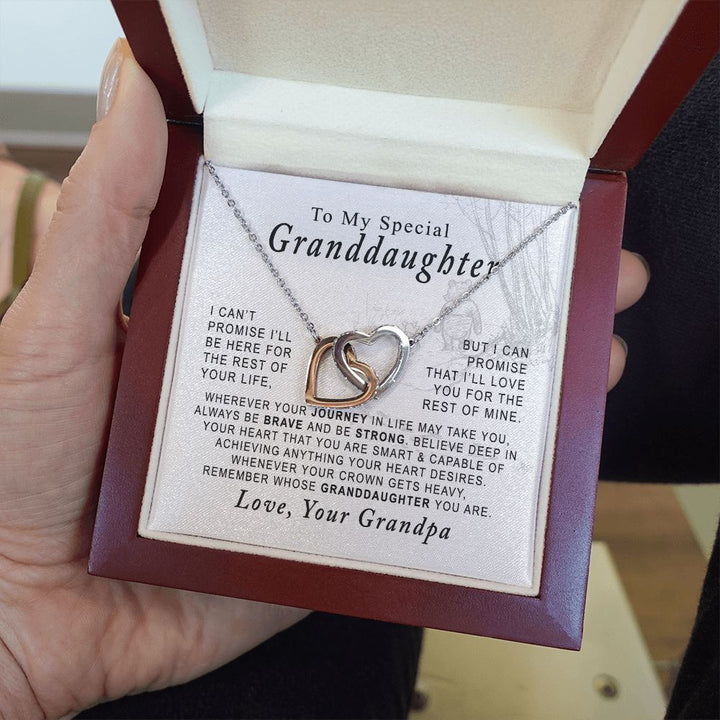 To My Special
Granddaughter
I CAN'T
PROMISE I'LL
BE HERE FOR
THE REST OF
YOUR LIFE,
BUT I CAN
PROMISE
THAT I'LL LOVE
YOU FOR THE
REST OF MINE.
WHEREVER YOUR JOURNEY IN LIFE MAY TAKE YOU,
ALWAYS BE BRAVE AND BE STRONG. BELIEVE DEEP IN
YOUR HEART THAT YOU ARE SMART & CAPABLE OF
ACHIEVING ANYTHING YOUR HEART DESIRES.
WHENEVER YOUR CROWN GETS HEAVY,
REMEMBER WHOSE GRANDDAUGHTER YOU ARE.
Love, Your Grandpa